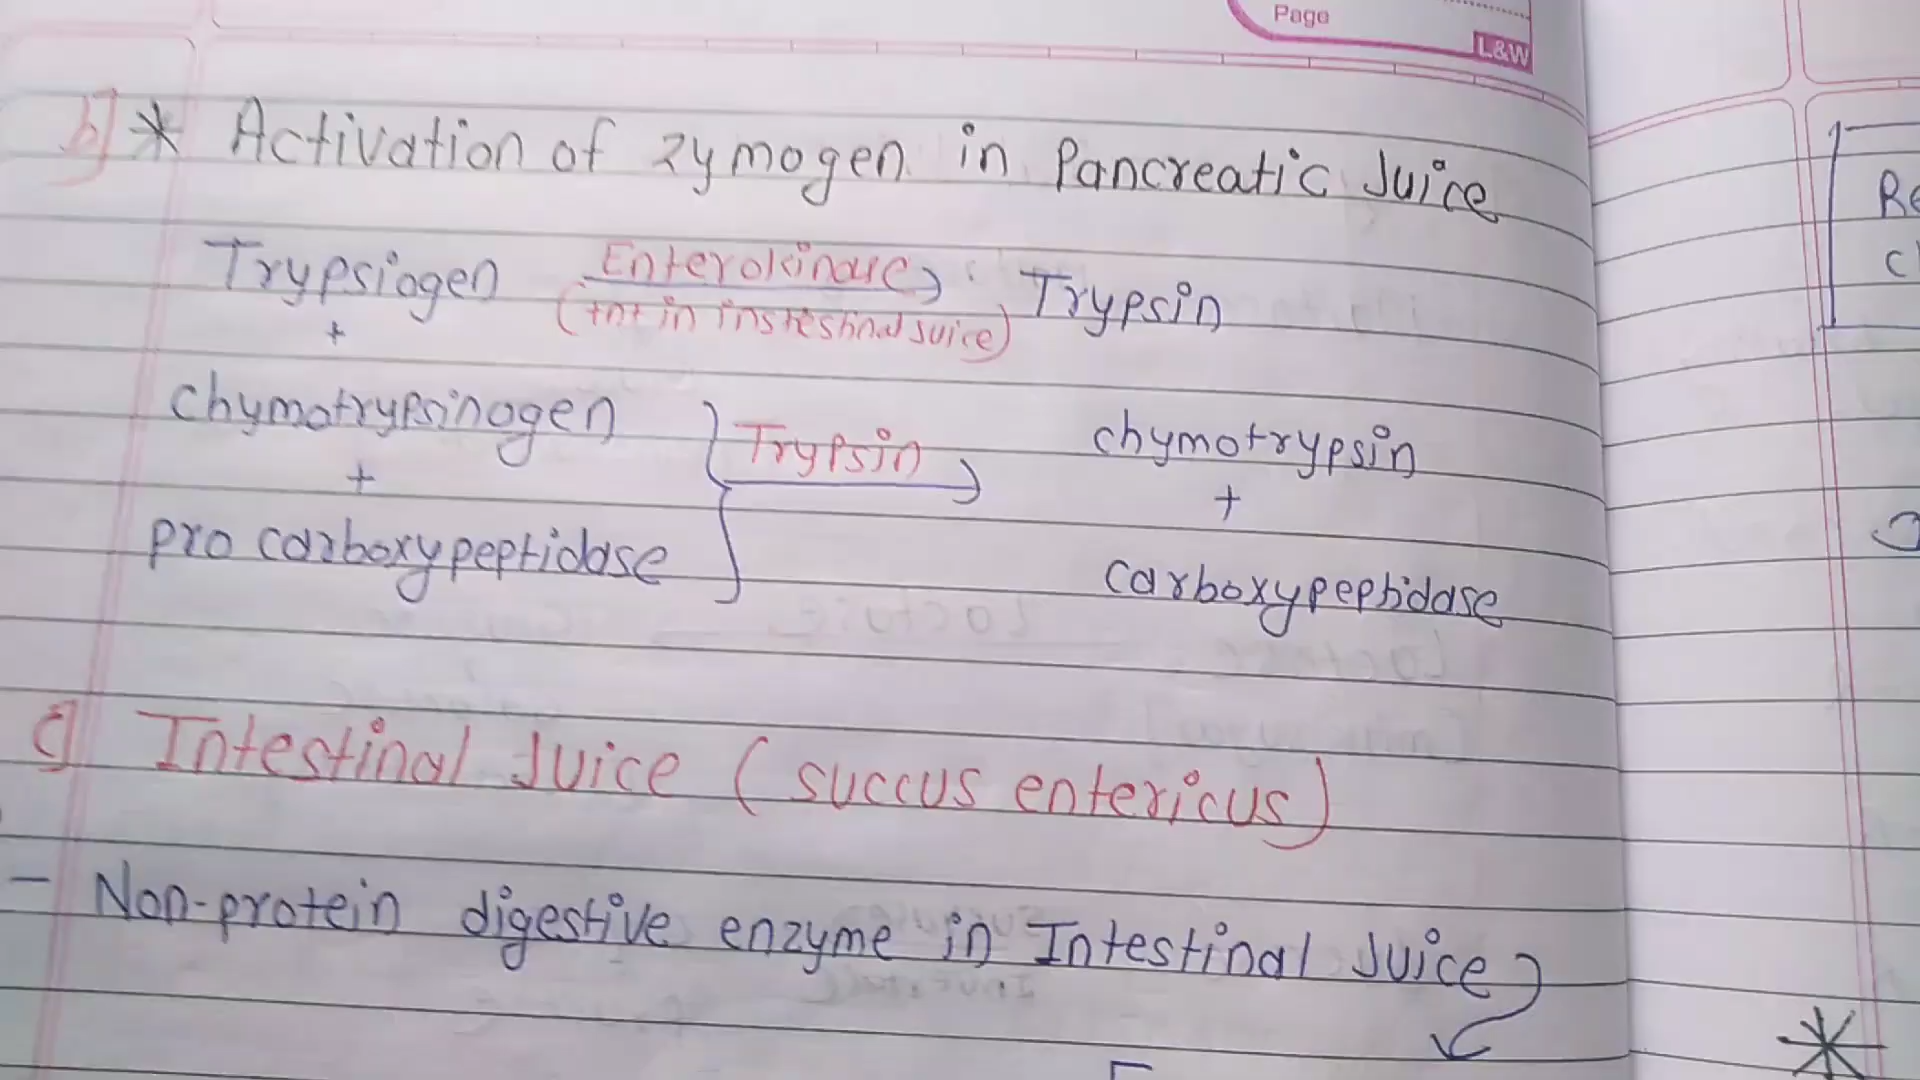 Page
L&W
b] * Activation of zymogen in Pancreatic Juice
Trypsiogen Enterokinase Trypsin
(tnt in instestinal Juice)
+
chymotrypsinogen Trypsin chymotrypsin
+ +
pro carboxypeptidase carboxypeptidase
c] Intestinal Juice (succus entericus)
- Non-protein digestive enzyme in Intestinal Juice
*